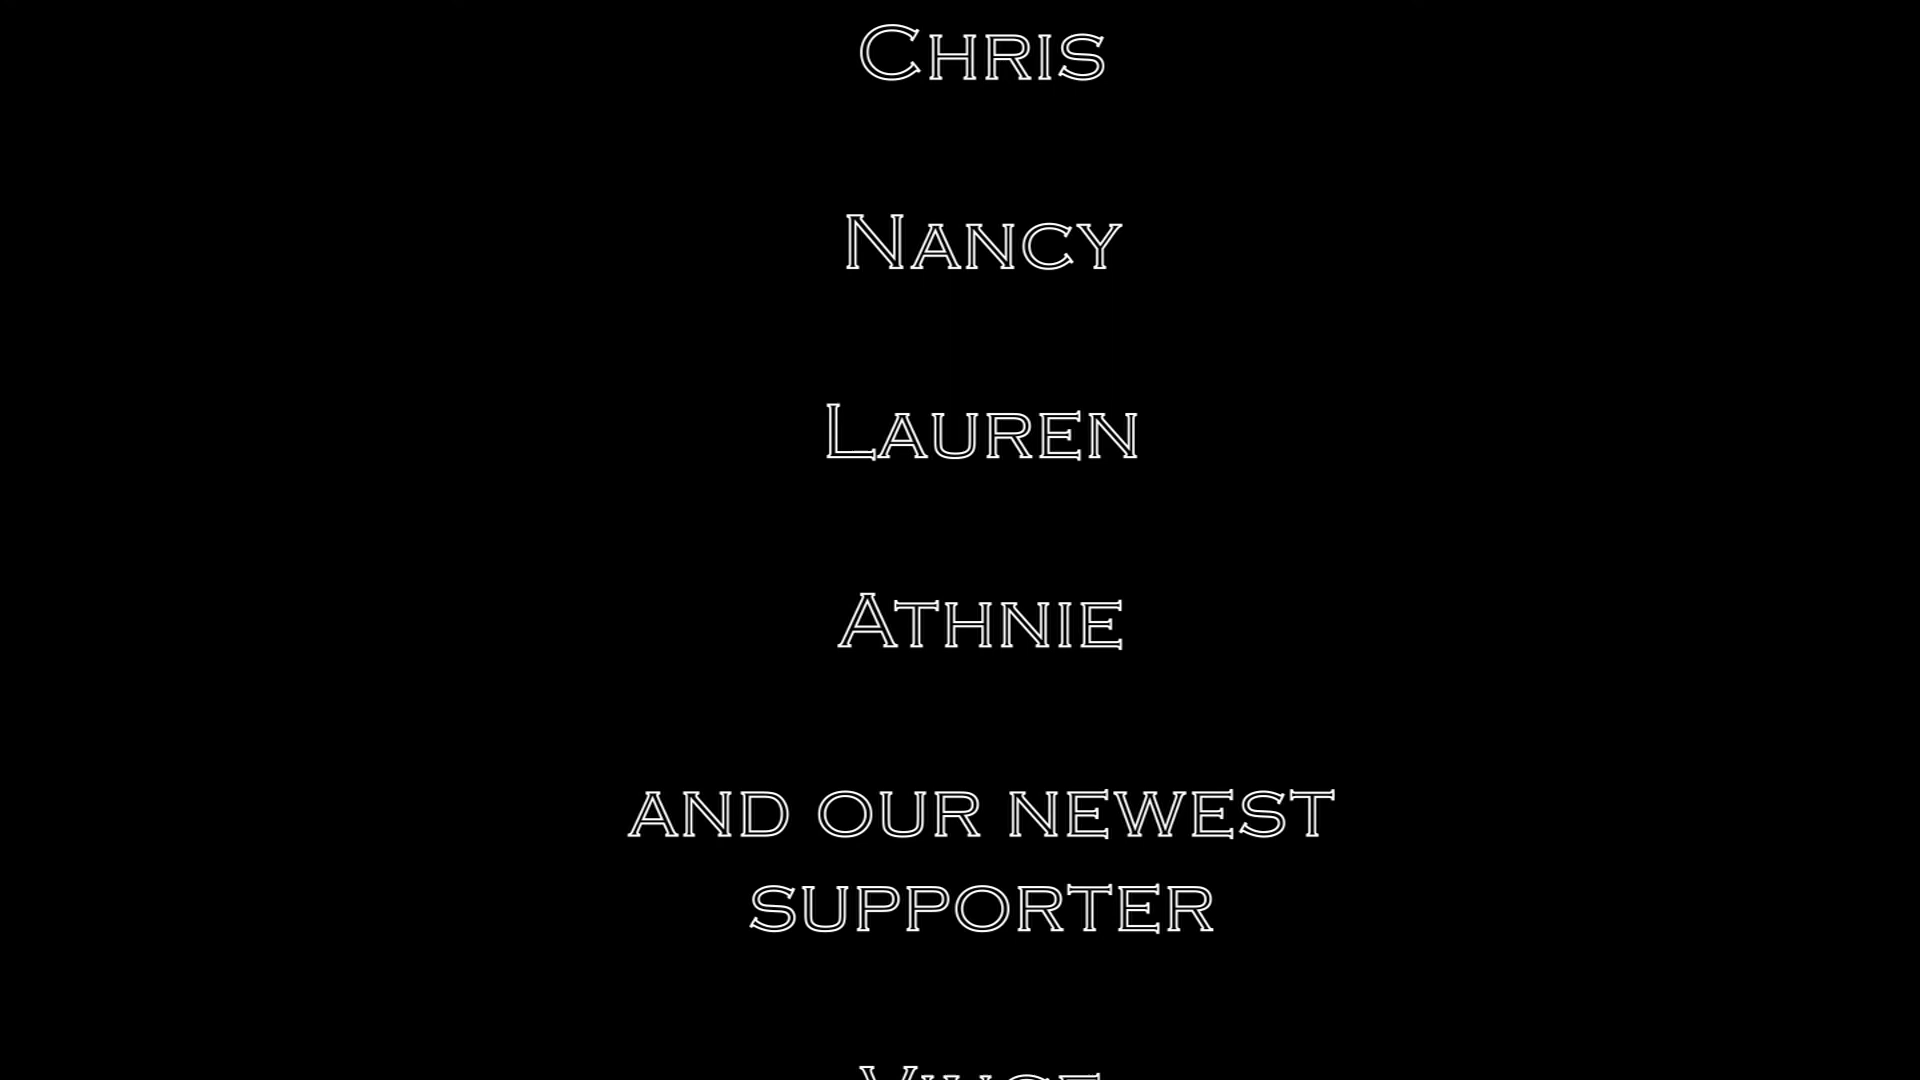 Chris
Nancy
Lauren
Athnie
and our newest
supporter